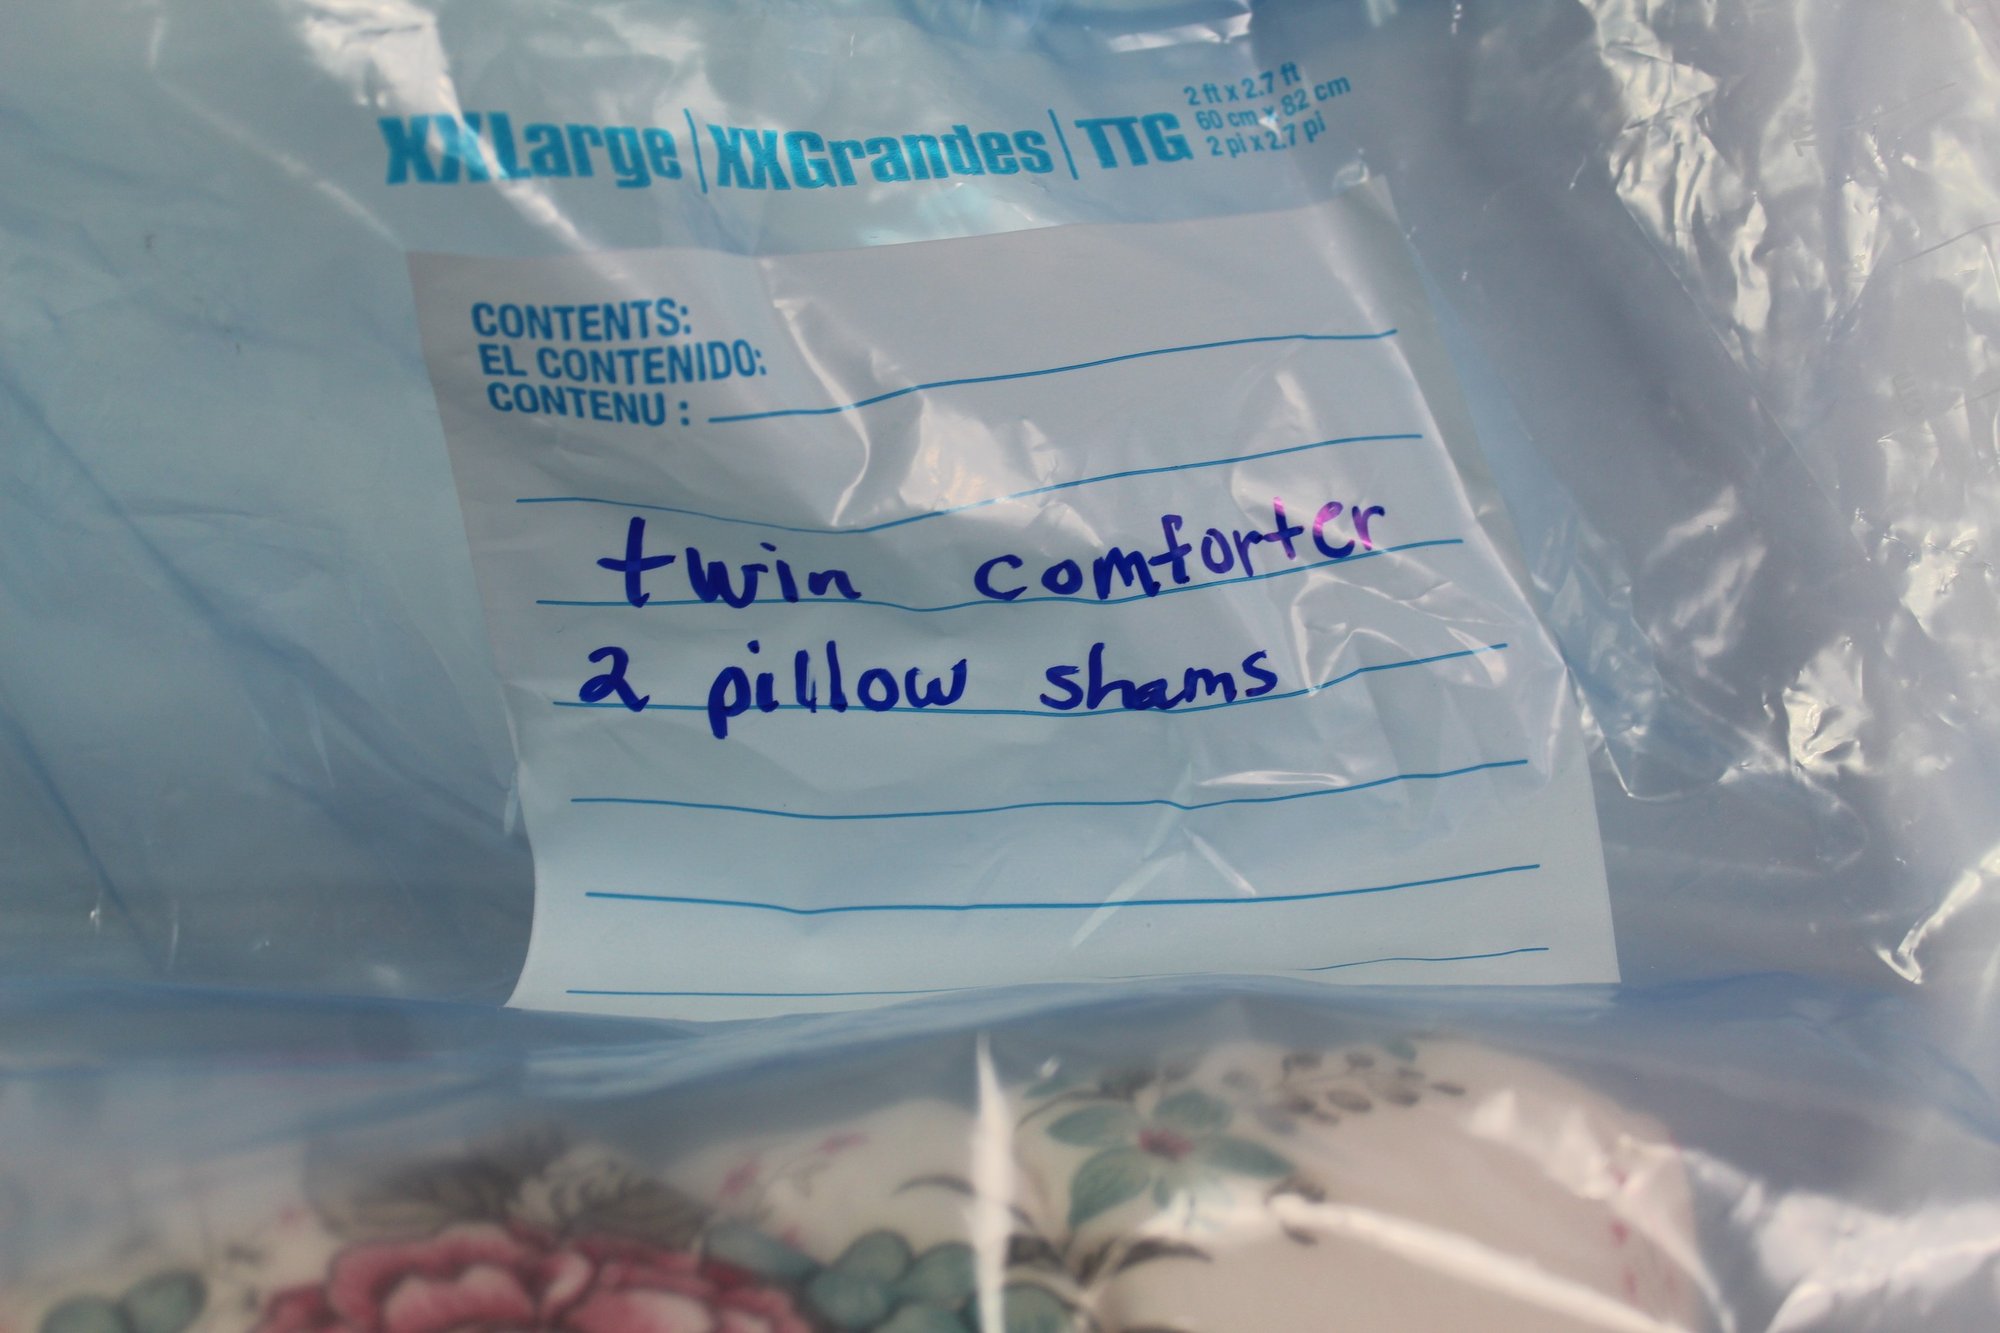 XXLarge | XXGrandes | TTG
2 ft x 2.7 ft
60 cm x 82 cm
2 pi x 2.7 pi
CONTENTS:
EL CONTENIDO:
CONTENU :
twin comforter
2 pillow shams